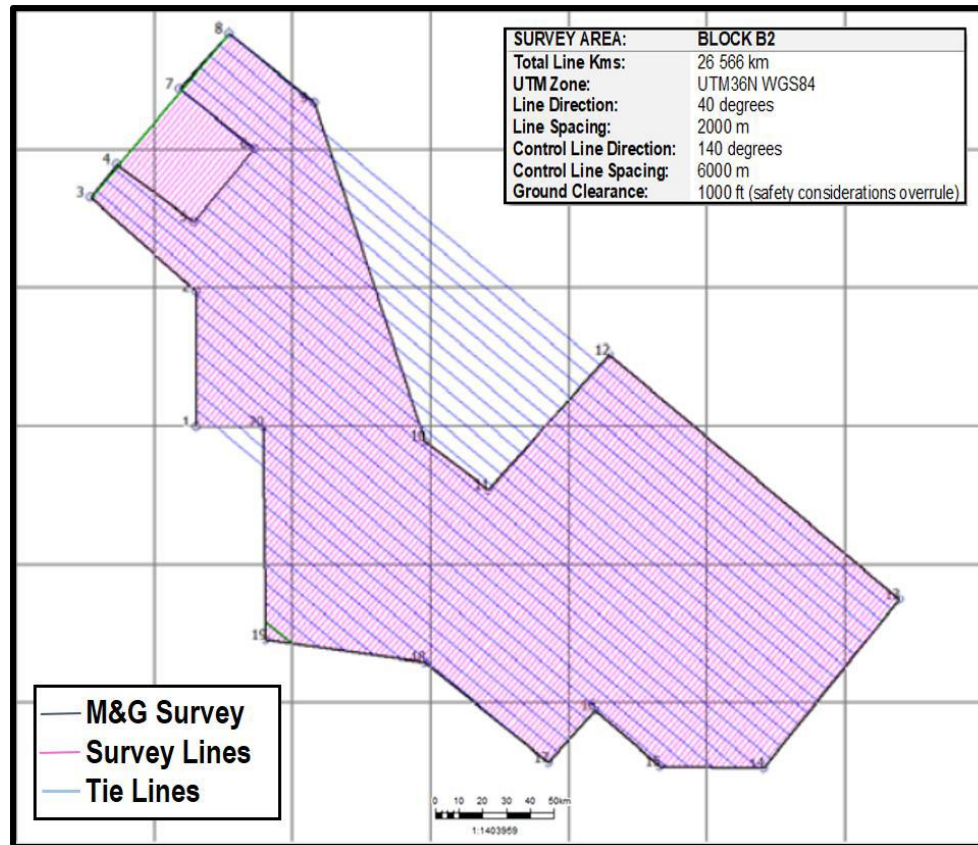 8
SURVEY AREA: BLOCK B2
Total Line Kms: 26 566 km
UTM Zone: UTM36N WGS84
Line Direction: 40 degrees
Line Spacing: 2000 m
Control Line Direction: 140 degrees
Control Line Spacing: 6000 m
Ground Clearance: 1000 ft (safety considerations overrule)
7
9
6
4
3
5
2
12
1
20
10
11
13
19
18
16
17
15
14
M&G Survey
Survey Lines
Tie Lines
0 10 20 30 40 50km
1:1403959